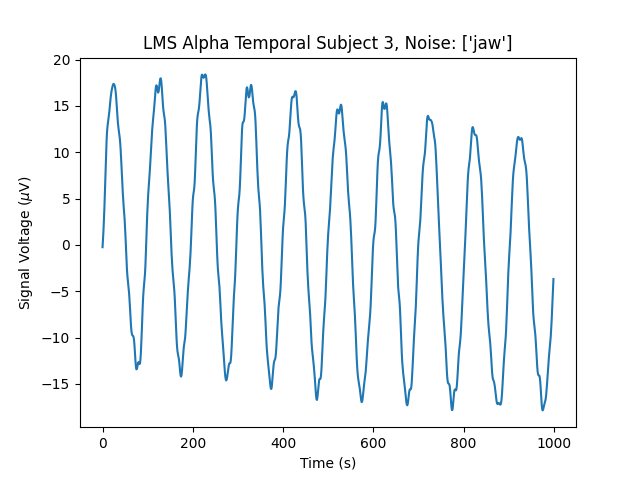 LMS Alpha Temporal Subject 3, Noise: ['jaw']
20
15
10
5
0
−5
−10
−15
Signal Voltage (μV)
0 200 400 600 800 1000
Time (s)